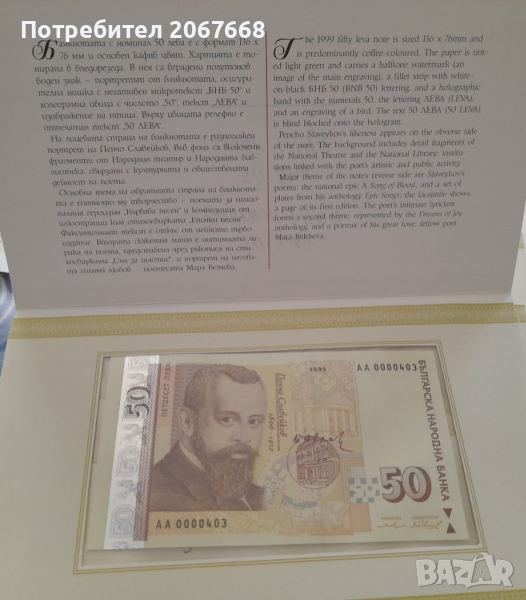 Потребител 2067668
Банкнотата с номинал 50 лева е с формат 136 х
76 мм и основен кафяв цвят. Хартията е то-
нирана в бледорезеда. В нея са вградени полутонов
воден знак – портретът от банкнотата, осигури-
телна нишка с негативен микротекст „БНБ 50" и
холограмна ивица с числото „50", текст „ЛЕВА" и
изображение на птица. Върху ивицата релефно е
отпечатан текст „50 ЛЕВА".
На лицевата страна на банкнотата е разположен
портрет на Пенчо Славейков. Във фона са включени
фрагменти от Народния театър и Народната биб-
лиотека, свързани с културната и обществената
дейност на поета.
Основна тема на обратната страна на банкнота-
та е епичното му творчество – поемата за нацио-
налния героизъм „Кървава песен" и композиция от
илюстрации към стихосбирката „Епични песни".
Факсимилният текст е откъс от нейното първо
издание. Втората сюжетна линия е интимната ли-
рика на поета, представена чрез ръкописа на сти-
хосбирката „Сън за щастие", и портрет на негова-
та голяма любов – поетесата Мара Белчева.
The 1999 fifty leva note is sized 136 x 76mm and
is predominantly coffee-coloured. The paper is tint-
ed light green and carries a halftone watermark (an
image of the main engraving), a fillet strip with white-
on-black БНБ 50 (BNB 50) lettering, and a holographic
band with the numerals 50, the lettering ЛЕВА (LEVA),
and an engraving of a bird. The text 50 ЛЕВА (50 LEVA)
is blind blocked onto the hologram.
Pencho Slaveykov's likeness appears on the obverse side
of the note. The background includes detail fragments of
the National Theatre and the National Library: institu-
tions linked with the poet's artistic and public activity.
Major theme of the note's reverse side are Slaveykov's
poems: the national epic A Song of Blood, and a set of
plates from his anthology Epic Songs; the facsimile shows
a page of its first edition. The poet's intimate lyricism
forms a second theme, represented by the Dream of Joy
anthology, and a portrait of his great love: fellow poet
Mara Belcheva.
50
ПЕТДЕСЕТ ЛЕВА
Пенчо Славейков
1866 - 1912
1999
АА 0000403
БЪЛГАРСКА НАРОДНА БАНКА
50
АА 0000403
БАЗАР
bazar.bg